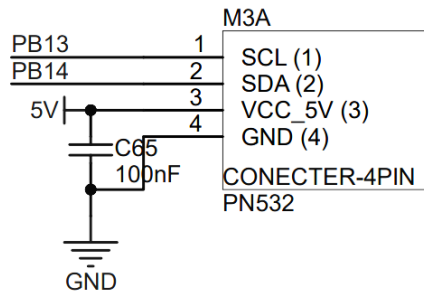 M3A
PB13 1 SCL (1)
PB14 2 SDA (2)
5V 3 VCC_5V (3)
4 GND (4)
C65
100nF
CONECTER-4PIN
PN532
GND